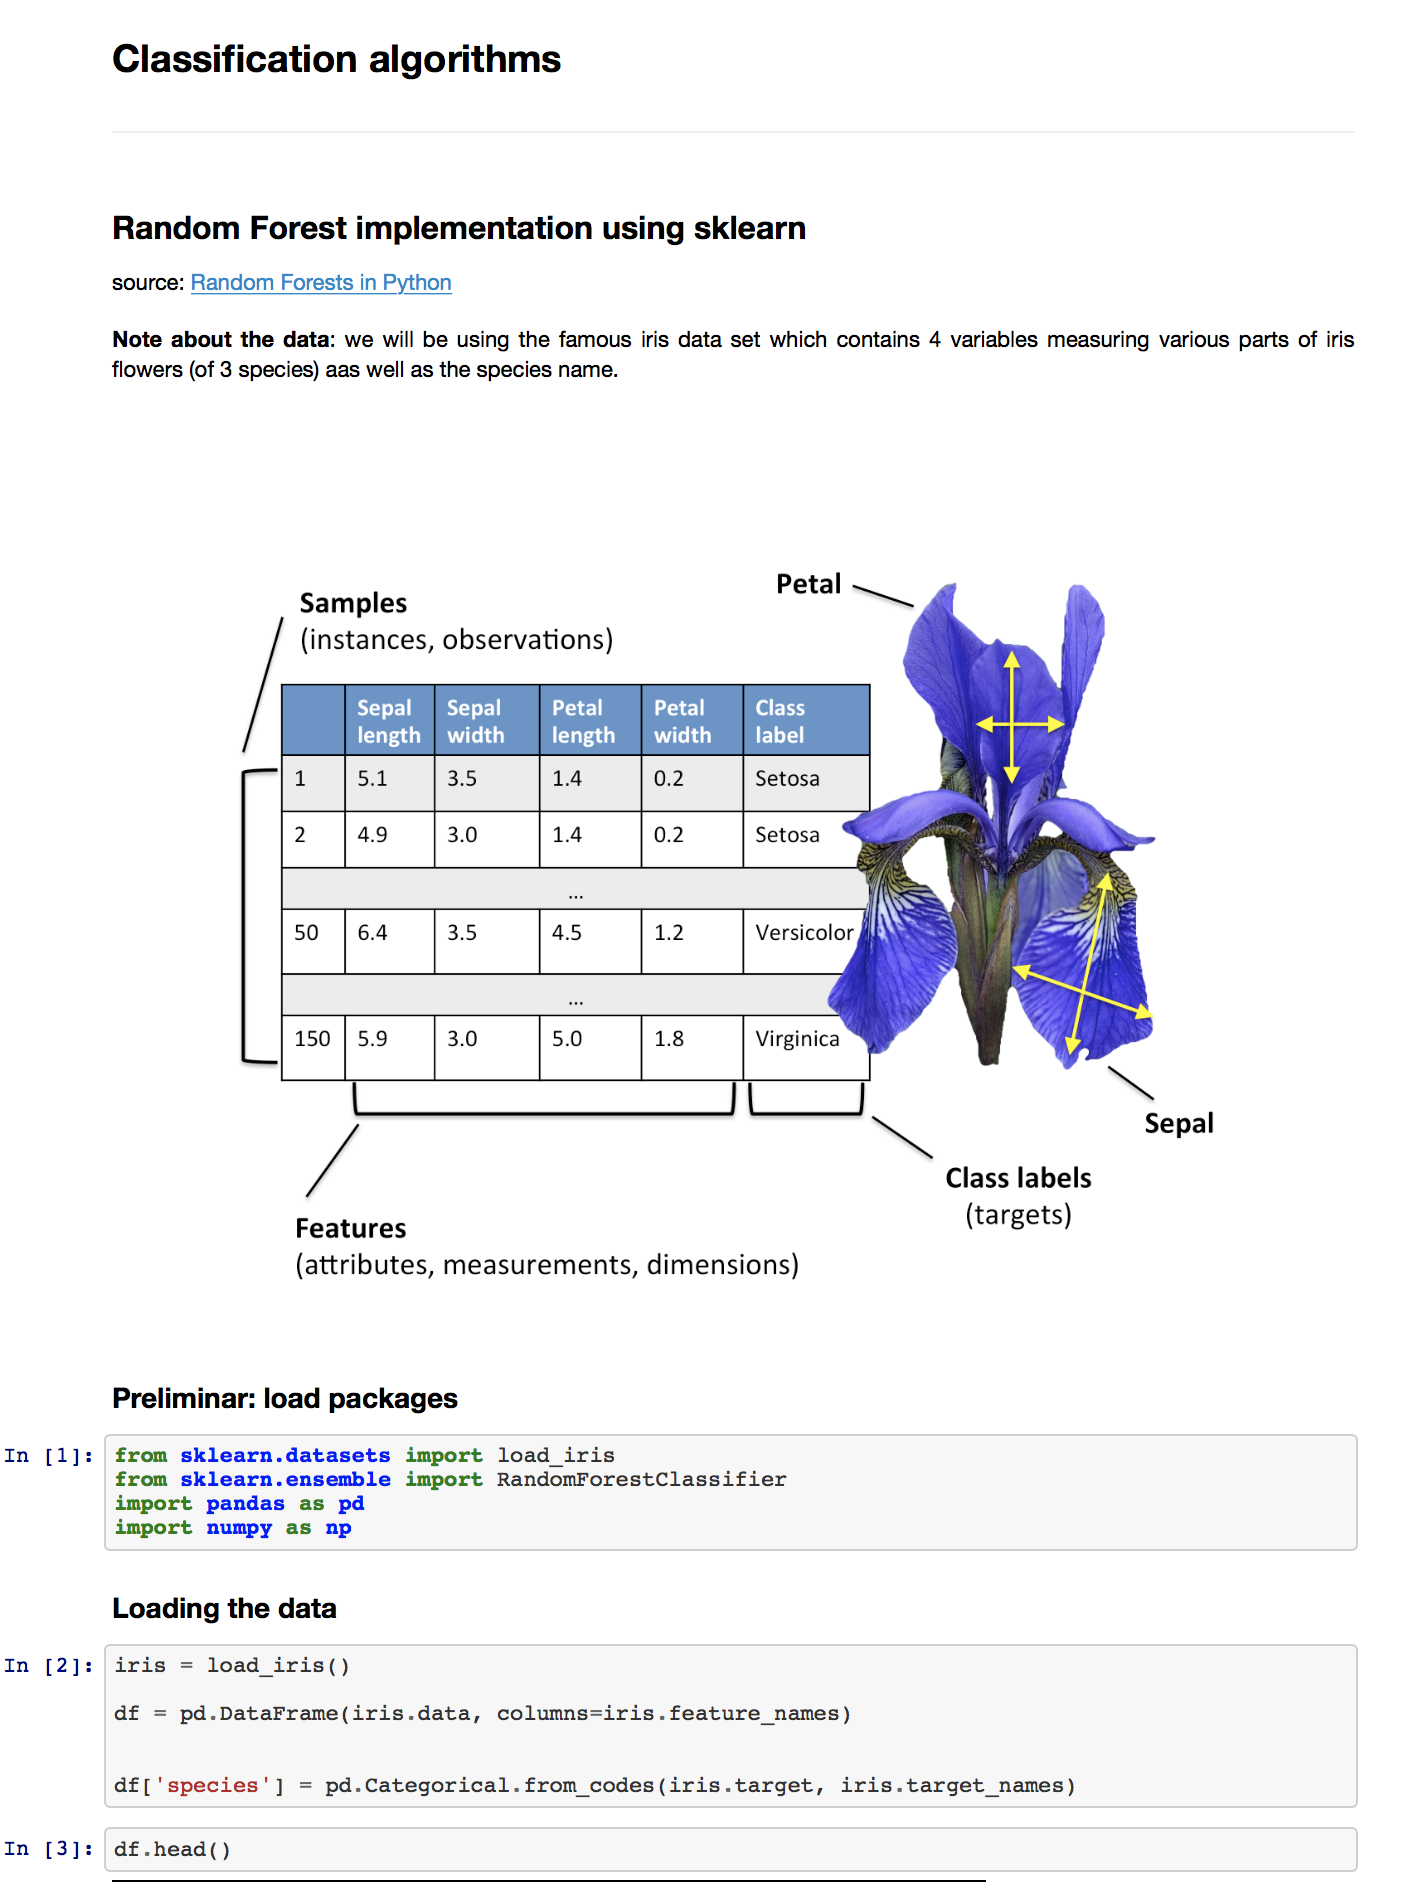 Classification algorithms
Random Forest implementation using sklearn
source: Random Forests in Python
Note about the data: we will be using the famous iris data set which contains 4 variables measuring various parts of iris
flowers (of 3 species) aas well as the species name.
Petal
Samples
(instances, observations)
Sepal length Sepal width Petal length Petal width Class label
1 5.1 3.5 1.4 0.2 Setosa
2 4.9 3.0 1.4 0.2 Setosa
...
50 6.4 3.5 4.5 1.2 Versicolor
...
150 5.9 3.0 5.0 1.8 Virginica
Sepal
Class labels
(targets)
Features
(attributes, measurements, dimensions)
Preliminar: load packages
In [1]: from sklearn.datasets import load_iris
from sklearn.ensemble import RandomForestClassifier
import pandas as pd
import numpy as np
Loading the data
In [2]: iris = load_iris()
df = pd.DataFrame(iris.data, columns=iris.feature_names)
df['species'] = pd.Categorical.from_codes(iris.target, iris.target_names)
In [3]: df.head()